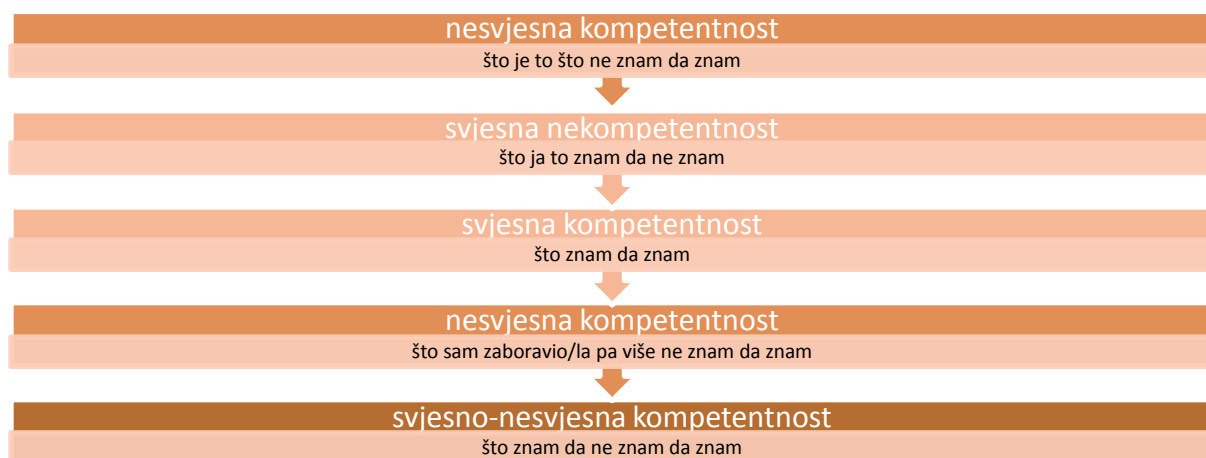 nesvjesna kompetentnost
što je to što ne znam da znam
svjesna nekompetentnost
što ja to znam da ne znam
svjesna kompetentnost
što znam da znam
nesvjesna kompetentnost
što sam zaboravio/la pa više ne znam da znam
svjesno-nesvjesna kompetentnost
što znam da ne znam da znam